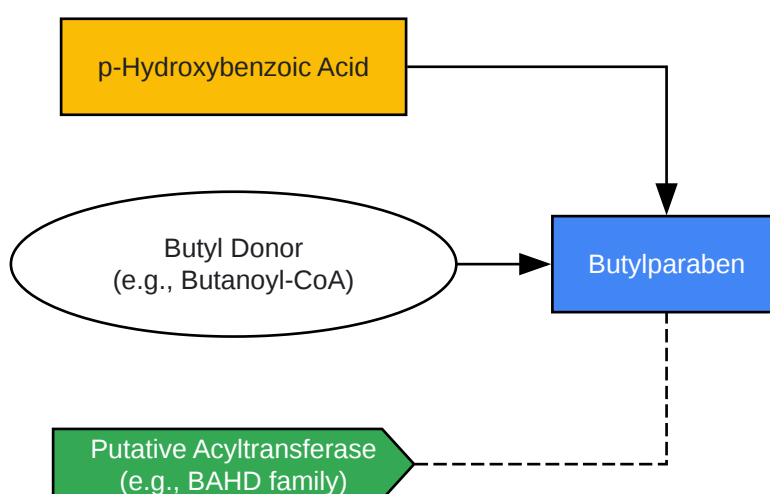 p-Hydroxybenzoic Acid
Butyl Donor
(e.g., Butanoyl-CoA)
Butylparaben
Putative Acyltransferase
(e.g., BAHD family)